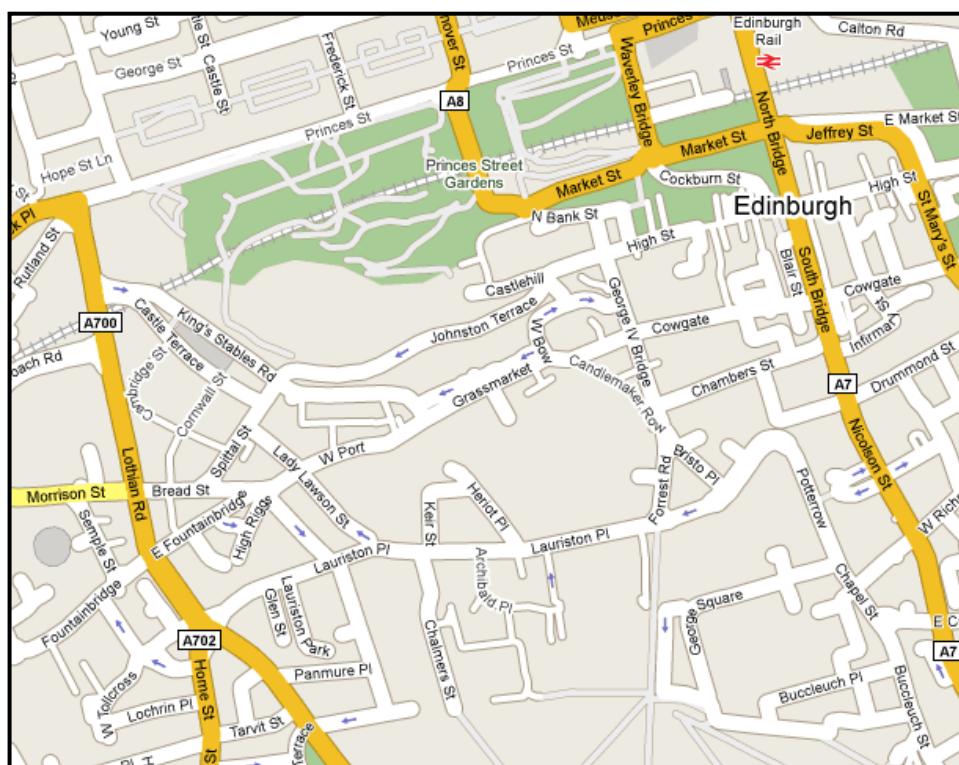 Young St
Edinburgh
Rail
Princes
Calton Rd
George St
Castle St
Frederick St
Princes St
A8
Waverley Bridge
North Bridge
E Market St
Jeffrey St
Market St
Princes St
Hope St Ln
Princes Street
Gardens
Market St
Cockburn St
High St
St Mary's St
Edinburgh
N Bank St
High St
Rutland St
Castlehill
Blair St
South Bridge
Cowgate
Infirmary St
A700
King's Stables Rd
Castle Terrace
Johnston Terrace
W Bow
George IV Bridge
Cowgate
Cambridge St
Cornwall St
Grassmarket
Candlemaker Row
Chambers St
A7
Drummond St
Nicolson St
Spittal St
W Port
Bristo Pl
Lothian Rd
Lady Lawson St
Forrest Rd
Potterrow
Morrison St
Bread St
E Fountainbridge
High Riggs
Keir St
Heriot Pl
W Rich
Semple St
Lauriston Pl
Lauriston Pl
Archibald Pl
Chapel St
Fountainbridge
Glen St
Lauriston Park
Chalmers St
George
Square
A702
A7
Home St
Panmure Pl
W Tollcross
Lochrin Pl
Tarvit St
Buccleuch Pl
Buccleuch St
Terrace